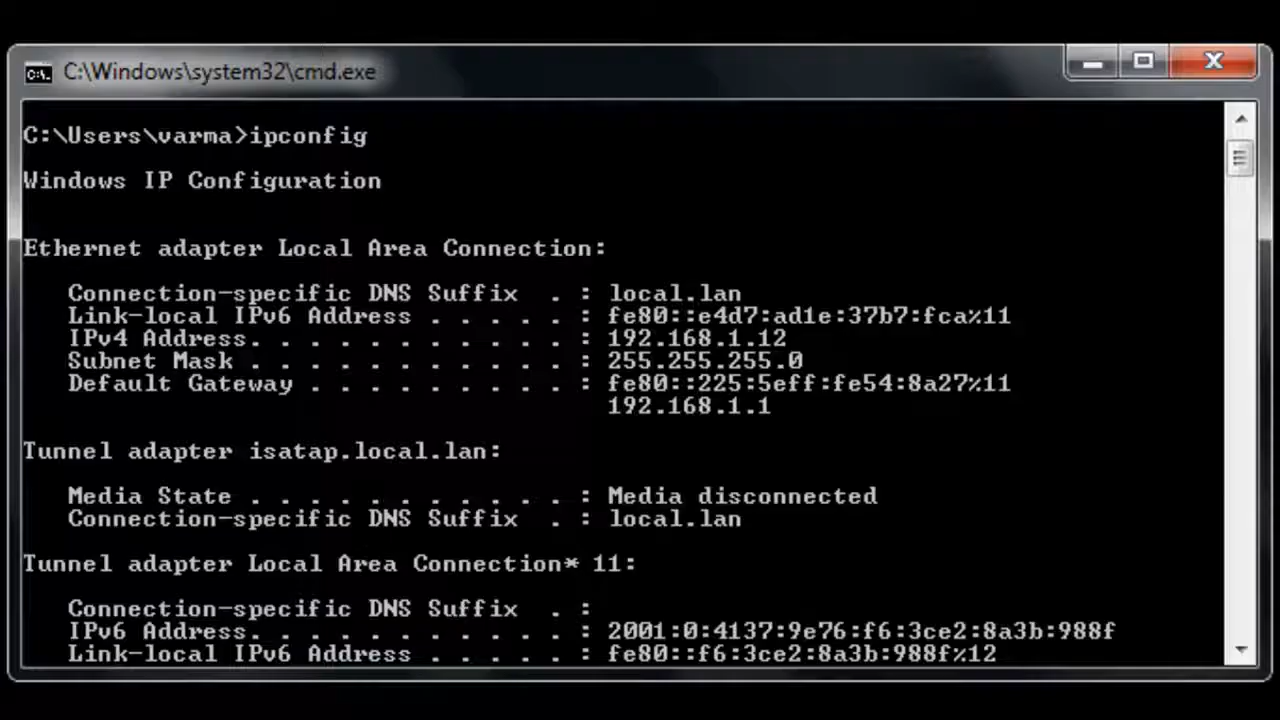 C:\Windows\system32\cmd.exe
C:\Users\varma>ipconfig
Windows IP Configuration
Ethernet adapter Local Area Connection:
Connection-specific DNS Suffix . : local.lan
Link-local IPv6 Address . . . . . : fe80::e4d7:ad1e:37b7:fca%11
IPv4 Address. . . . . . . . . . . : 192.168.1.12
Subnet Mask . . . . . . . . . . . : 255.255.255.0
Default Gateway . . . . . . . . . : fe80::225:5eff:fe54:8a27%11
192.168.1.1
Tunnel adapter isatap.local.lan:
Media State . . . . . . . . . . . : Media disconnected
Connection-specific DNS Suffix . : local.lan
Tunnel adapter Local Area Connection* 11:
Connection-specific DNS Suffix . :
IPv6 Address. . . . . . . . . . . : 2001:0:4137:9e76:f6:3ce2:8a3b:988f
Link-local IPv6 Address . . . . . : fe80::f6:3ce2:8a3b:988f%12